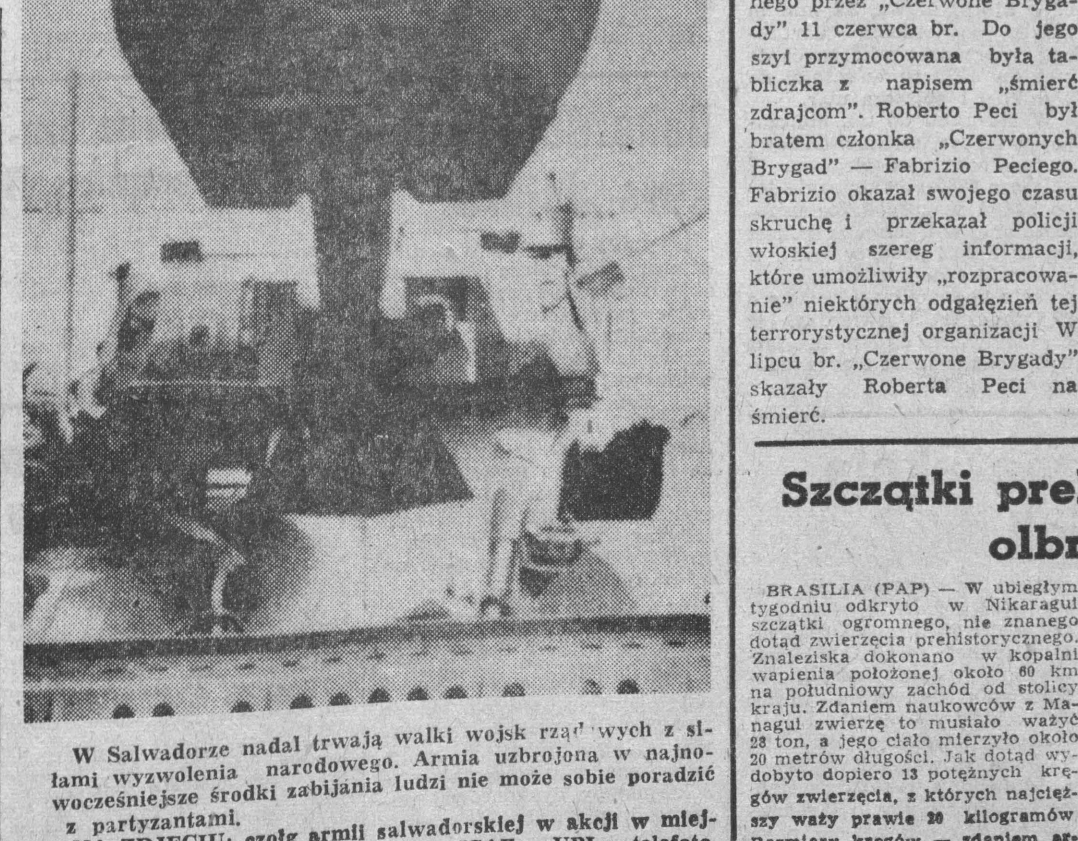 W Salwadorze nadal trwają walki wojsk rząd wych z si-
łami wyzwolenia narodowego. Armia uzbrojona w najno-
wocześniejsze środki zabijania ludzi nie może sobie poradzić
z partyzantami.
ZDJĘCIU: czołg armii salwadorskiej w akcji w miej-
UPI telefoto
nego przez „Czerwone Bryga-
dy” 11 czerwca br. Do jego
szyi przymocowana była ta-
bliczka z napisem „śmierć
zdrajcom”. Roberto Peci był
bratem członka „Czerwonych
Brygad” — Fabrizio Peciego.
Fabrizio okazał swojego czasu
skruchę i przekazał policji
włoskiej szereg informacji,
które umożliwiły „rozpracowa-
nie” niektórych odgałęzień tej
terrorystycznej organizacji W
lipcu br. „Czerwone Brygady”
skazały Roberta Peci na
śmierć.
Szczątki pre
olbr
BRASILIA (PAP) — W ubiegłym
tygodniu odkryto w Nikaragui
szczątki ogromnego, nie znanego
dotąd zwierzęcia prehistorycznego.
Znaleziska dokonano w kopalni
wapienia położonej około 60 km
na południowy zachód od stolicy
kraju. Zdaniem naukowców z Ma-
nagui zwierzę to musiało ważyć
28 ton, a jego ciało mierzyło około
20 metrów długości. Jak dotąd wy-
dobyto dopiero 13 potężnych krę-
gów zwierzęcia, z których najcięż-
szy waży prawie 20 kilogramów
kręgów — zdaniem